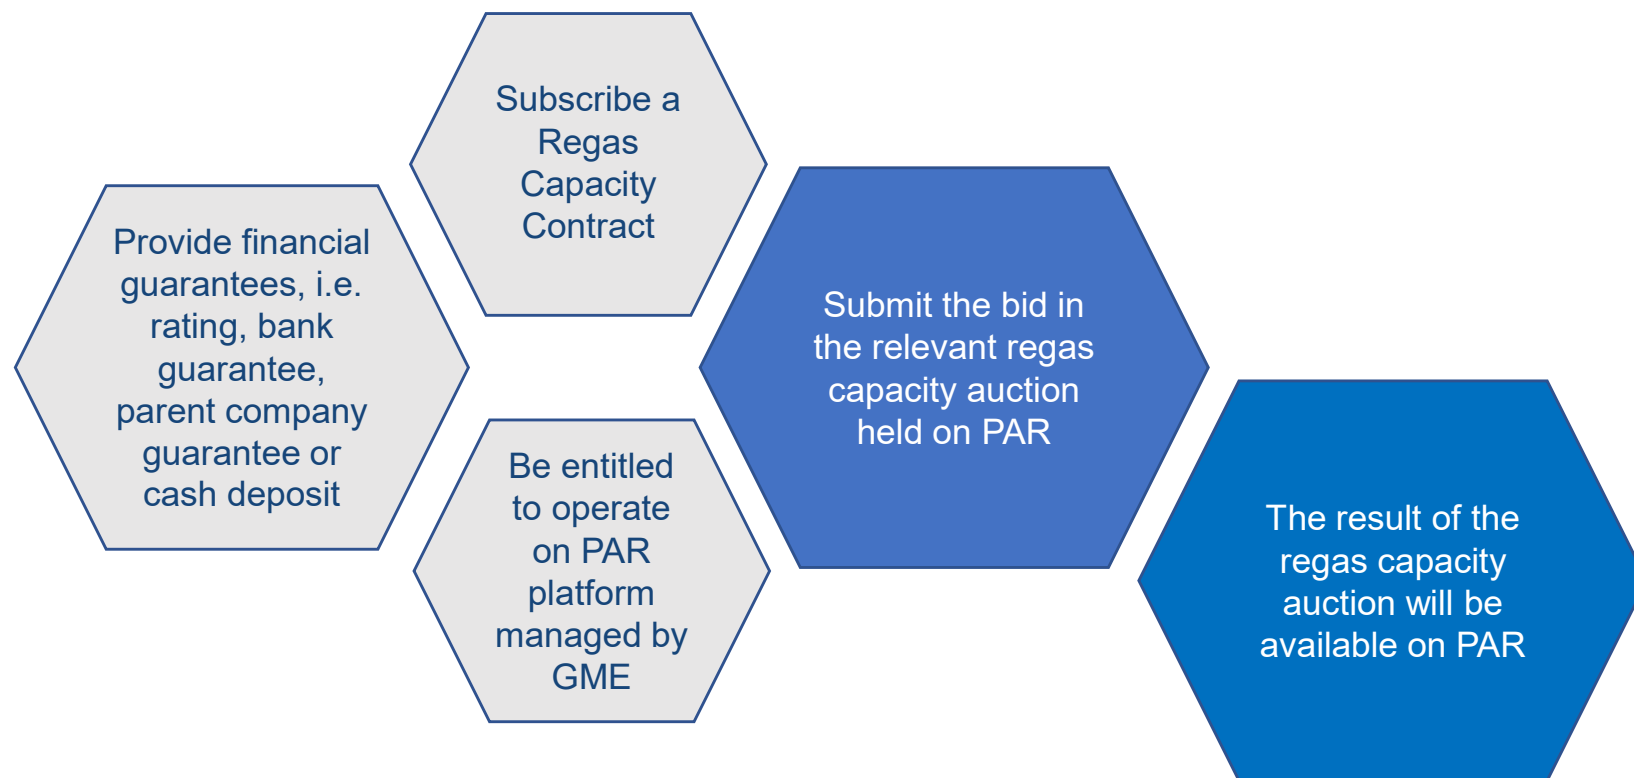 Provide financial
guarantees, i.e.
rating, bank
guarantee,
parent company
guarantee or
cash deposit
Subscribe a
Regas
Capacity
Contract
Be entitled
to operate
on PAR
platform
managed by
GME
Submit the bid in
the relevant regas
capacity auction
held on PAR
The result of the
regas capacity
auction will be
available on PAR